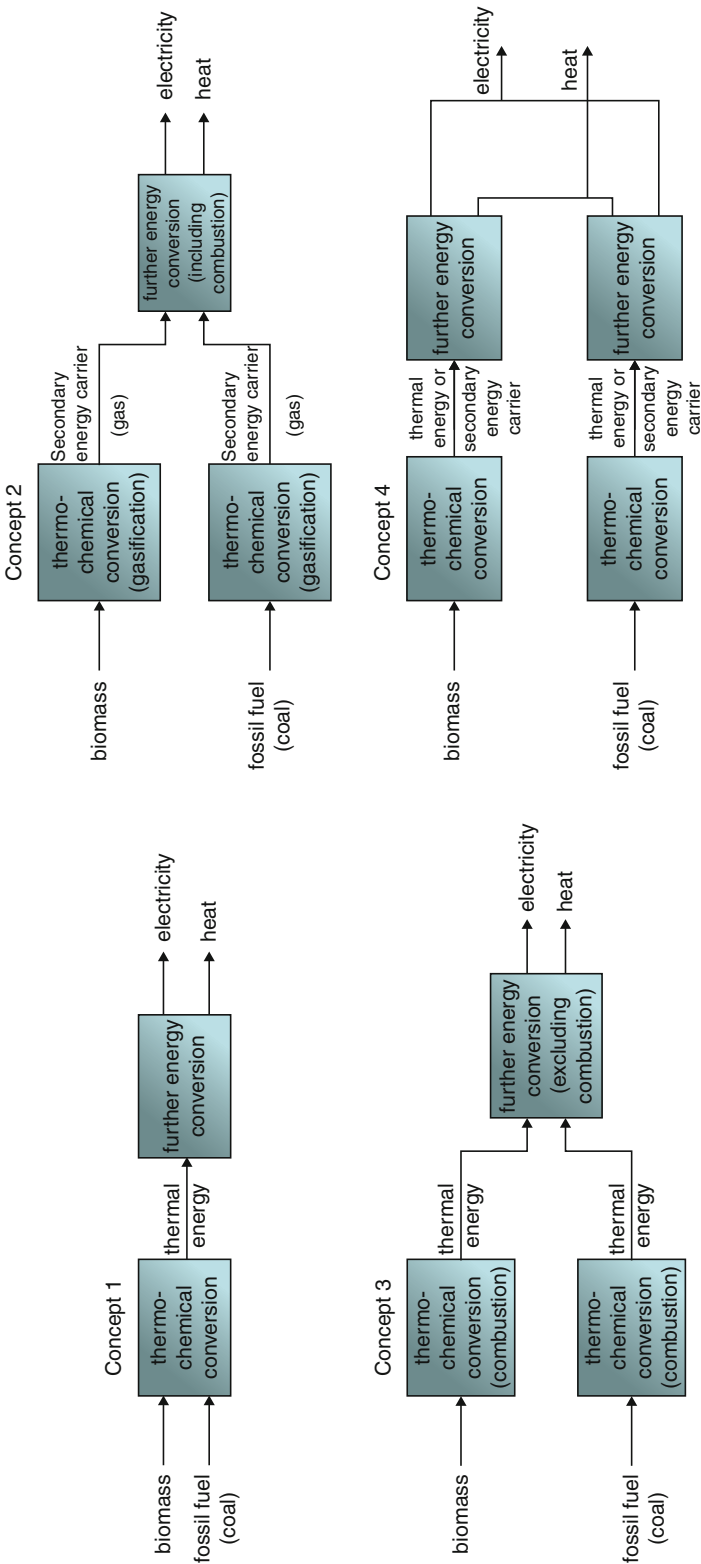 Concept 1
biomass
fossil fuel
(coal)
thermo-
chemical
conversion
thermal
energy
further energy
conversion
electricity
heat
Concept 2
biomass
thermo-
chemical
conversion
(gasification)
Secondary
energy carrier
(gas)
fossil fuel
(coal)
thermo-
chemical
conversion
(gasification)
Secondary
energy carrier
(gas)
further energy
conversion
(including
combustion)
electricity
heat
Concept 3
biomass
thermo-
chemical
conversion
(combustion)
thermal
energy
fossil fuel
(coal)
thermo-
chemical
conversion
(combustion)
thermal
energy
further energy
conversion
(excluding
combustion)
electricity
heat
Concept 4
biomass
thermo-
chemical
conversion
thermal
energy or
secondary
energy
carrier
further energy
conversion
fossil fuel
(coal)
thermo-
chemical
conversion
thermal
energy or
secondary
energy
carrier
further energy
conversion
electricity
heat